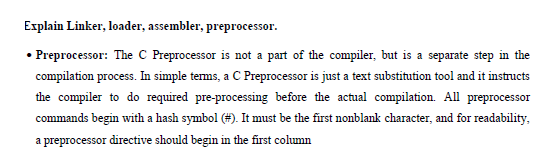 Explain Linker, loader, assembler, preprocessor.
• Preprocessor: The C Preprocessor is not a part of the compiler, but is a separate step in the
compilation process. In simple terms, a C Preprocessor is just a text substitution tool and it instructs
the compiler to do required pre-processing before the actual compilation. All preprocessor
commands begin with a hash symbol (#). It must be the first nonblank character, and for readability,
a preprocessor directive should begin in the first column